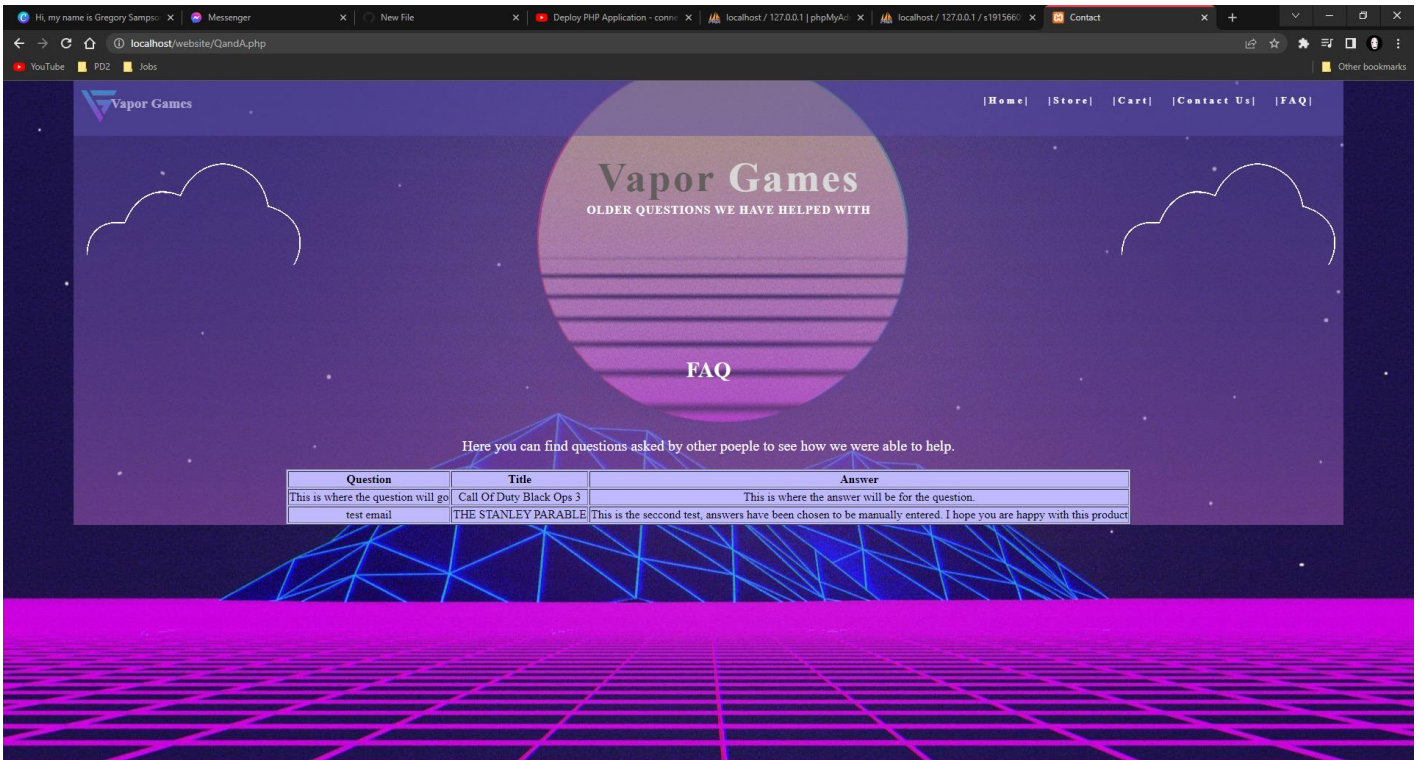 Hi, my name is Gregory Sampso
Messenger
New File
Deploy PHP Application - conne
localhost / 127.0.0.1 | phpMyAd
localhost / 127.0.0.1 / s1915660
Contact
localhost/website/QandA.php
YouTube
PD2
Jobs
Other bookmarks
Vapor Games
|Home| |Store| |Cart| |Contact Us| |FAQ|
Vapor Games
OLDER QUESTIONS WE HAVE HELPED WITH
FAQ
Here you can find questions asked by other poeple to see how we were able to help.
Question Title Answer
This is where the question will go Call Of Duty Black Ops 3 This is where the answer will be for the question.
test email THE STANLEY PARABLE This is the seccond test, answers have been chosen to be manually entered. I hope you are happy with this product